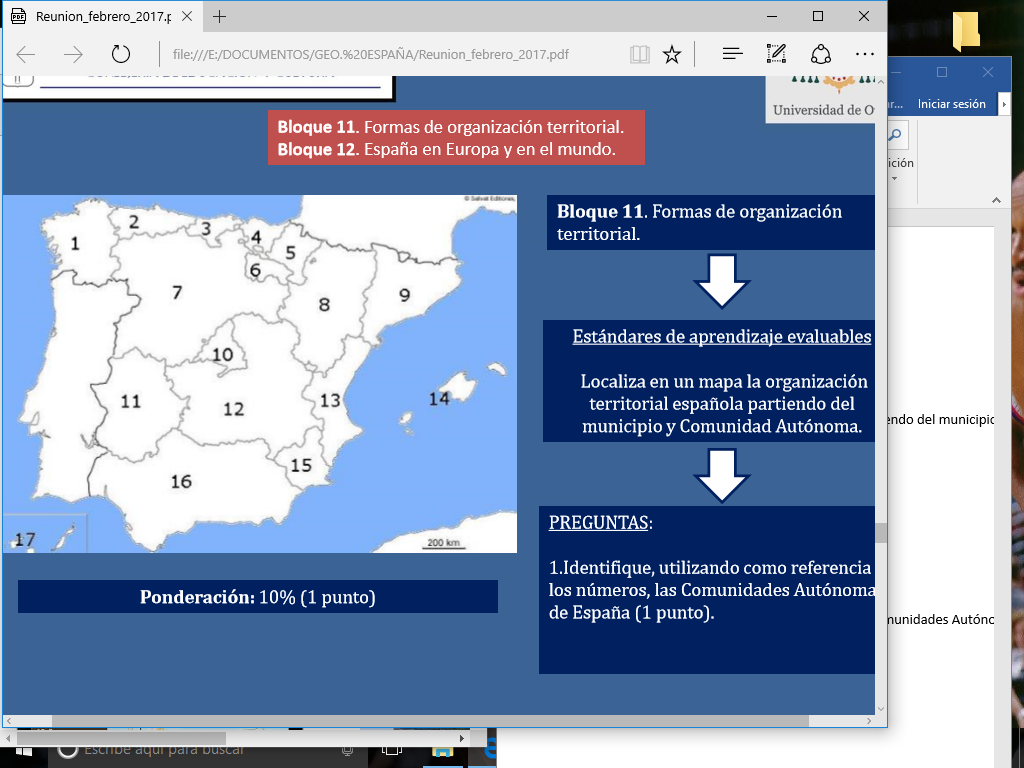 Reunion_febrero_2017.p
file:///E:/DOCUMENTOS/GEO.%20ESPAÑA/Reunion_febrero_2017.pdf
Iniciar sesión
ición
Universidad de O
Bloque 11. Formas de organización territorial.
Bloque 12. España en Europa y en el mundo.
© Salvat Editores,
1
2
3
4
5
6
7
8
9
10
11
12
13
14
15
16
17
200 km
Ponderación: 10% (1 punto)
Bloque 11. Formas de organización
territorial.
Estándares de aprendizaje evaluables
Localiza en un mapa la organización
territorial española partiendo del
municipio y Comunidad Autónoma.
PREGUNTAS:
1.Identifique, utilizando como referencia
los números, las Comunidades Autónoma
de España (1 punto).
endo del municipio
munidades Autóno
Escribe aquí para buscar